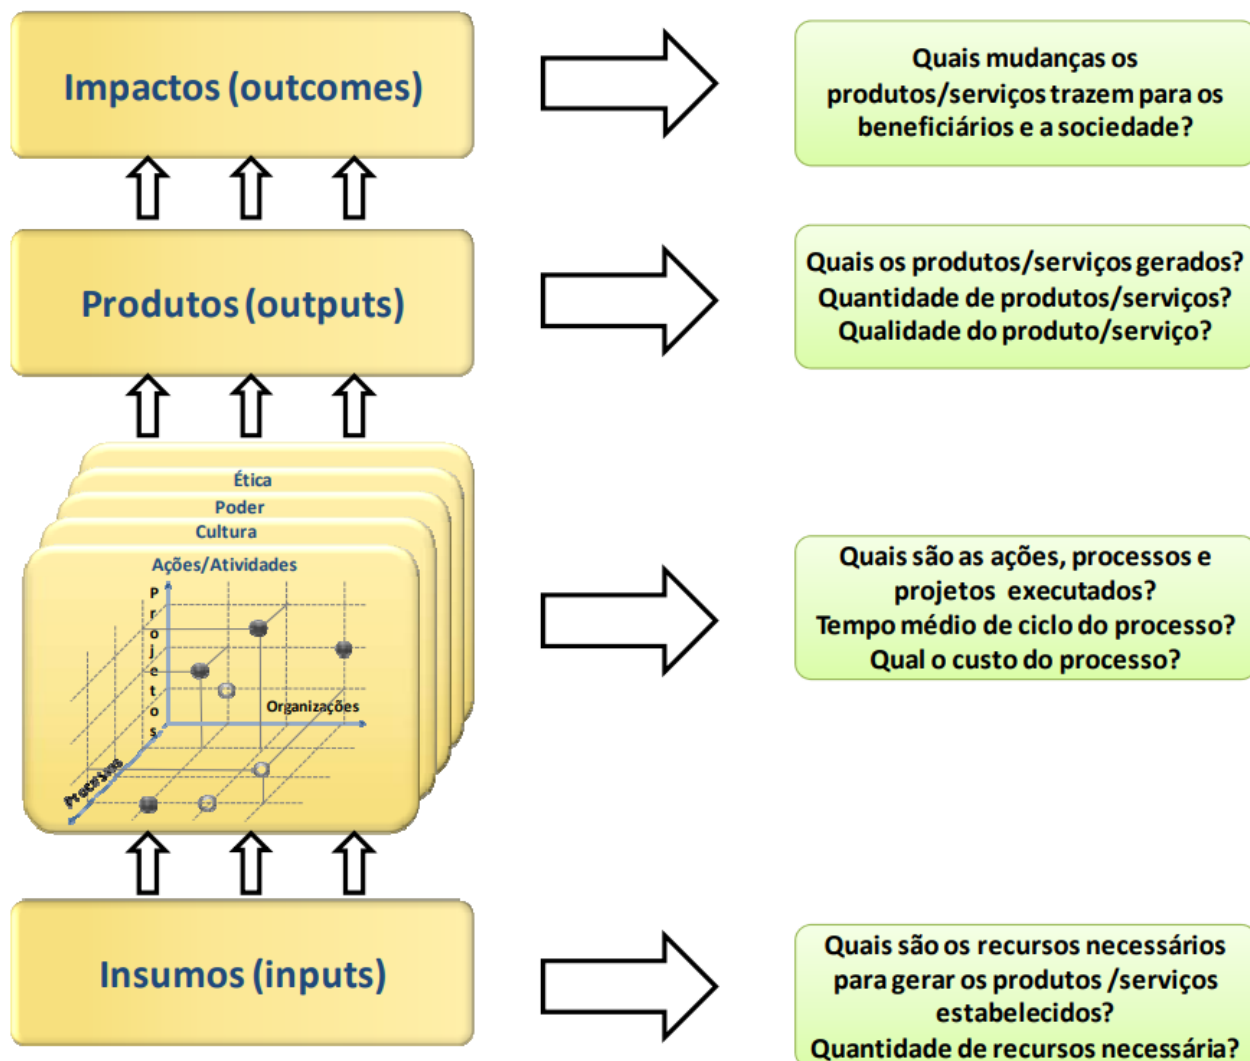 Impactos (outcomes)
Quais mudanças os
produtos/serviços trazem para os
beneficiários e a sociedade?
Produtos (outputs)
Quais os produtos/serviços gerados?
Quantidade de produtos/serviços?
Qualidade do produto/serviço?
Ética
Poder
Cultura
Ações/Atividades
Projetos
Organizações
Processos
Quais são as ações, processos e
projetos executados?
Tempo médio de ciclo do processo?
Qual o custo do processo?
Insumos (inputs)
Quais são os recursos necessários
para gerar os produtos /serviços
estabelecidos?
Quantidade de recursos necessária?